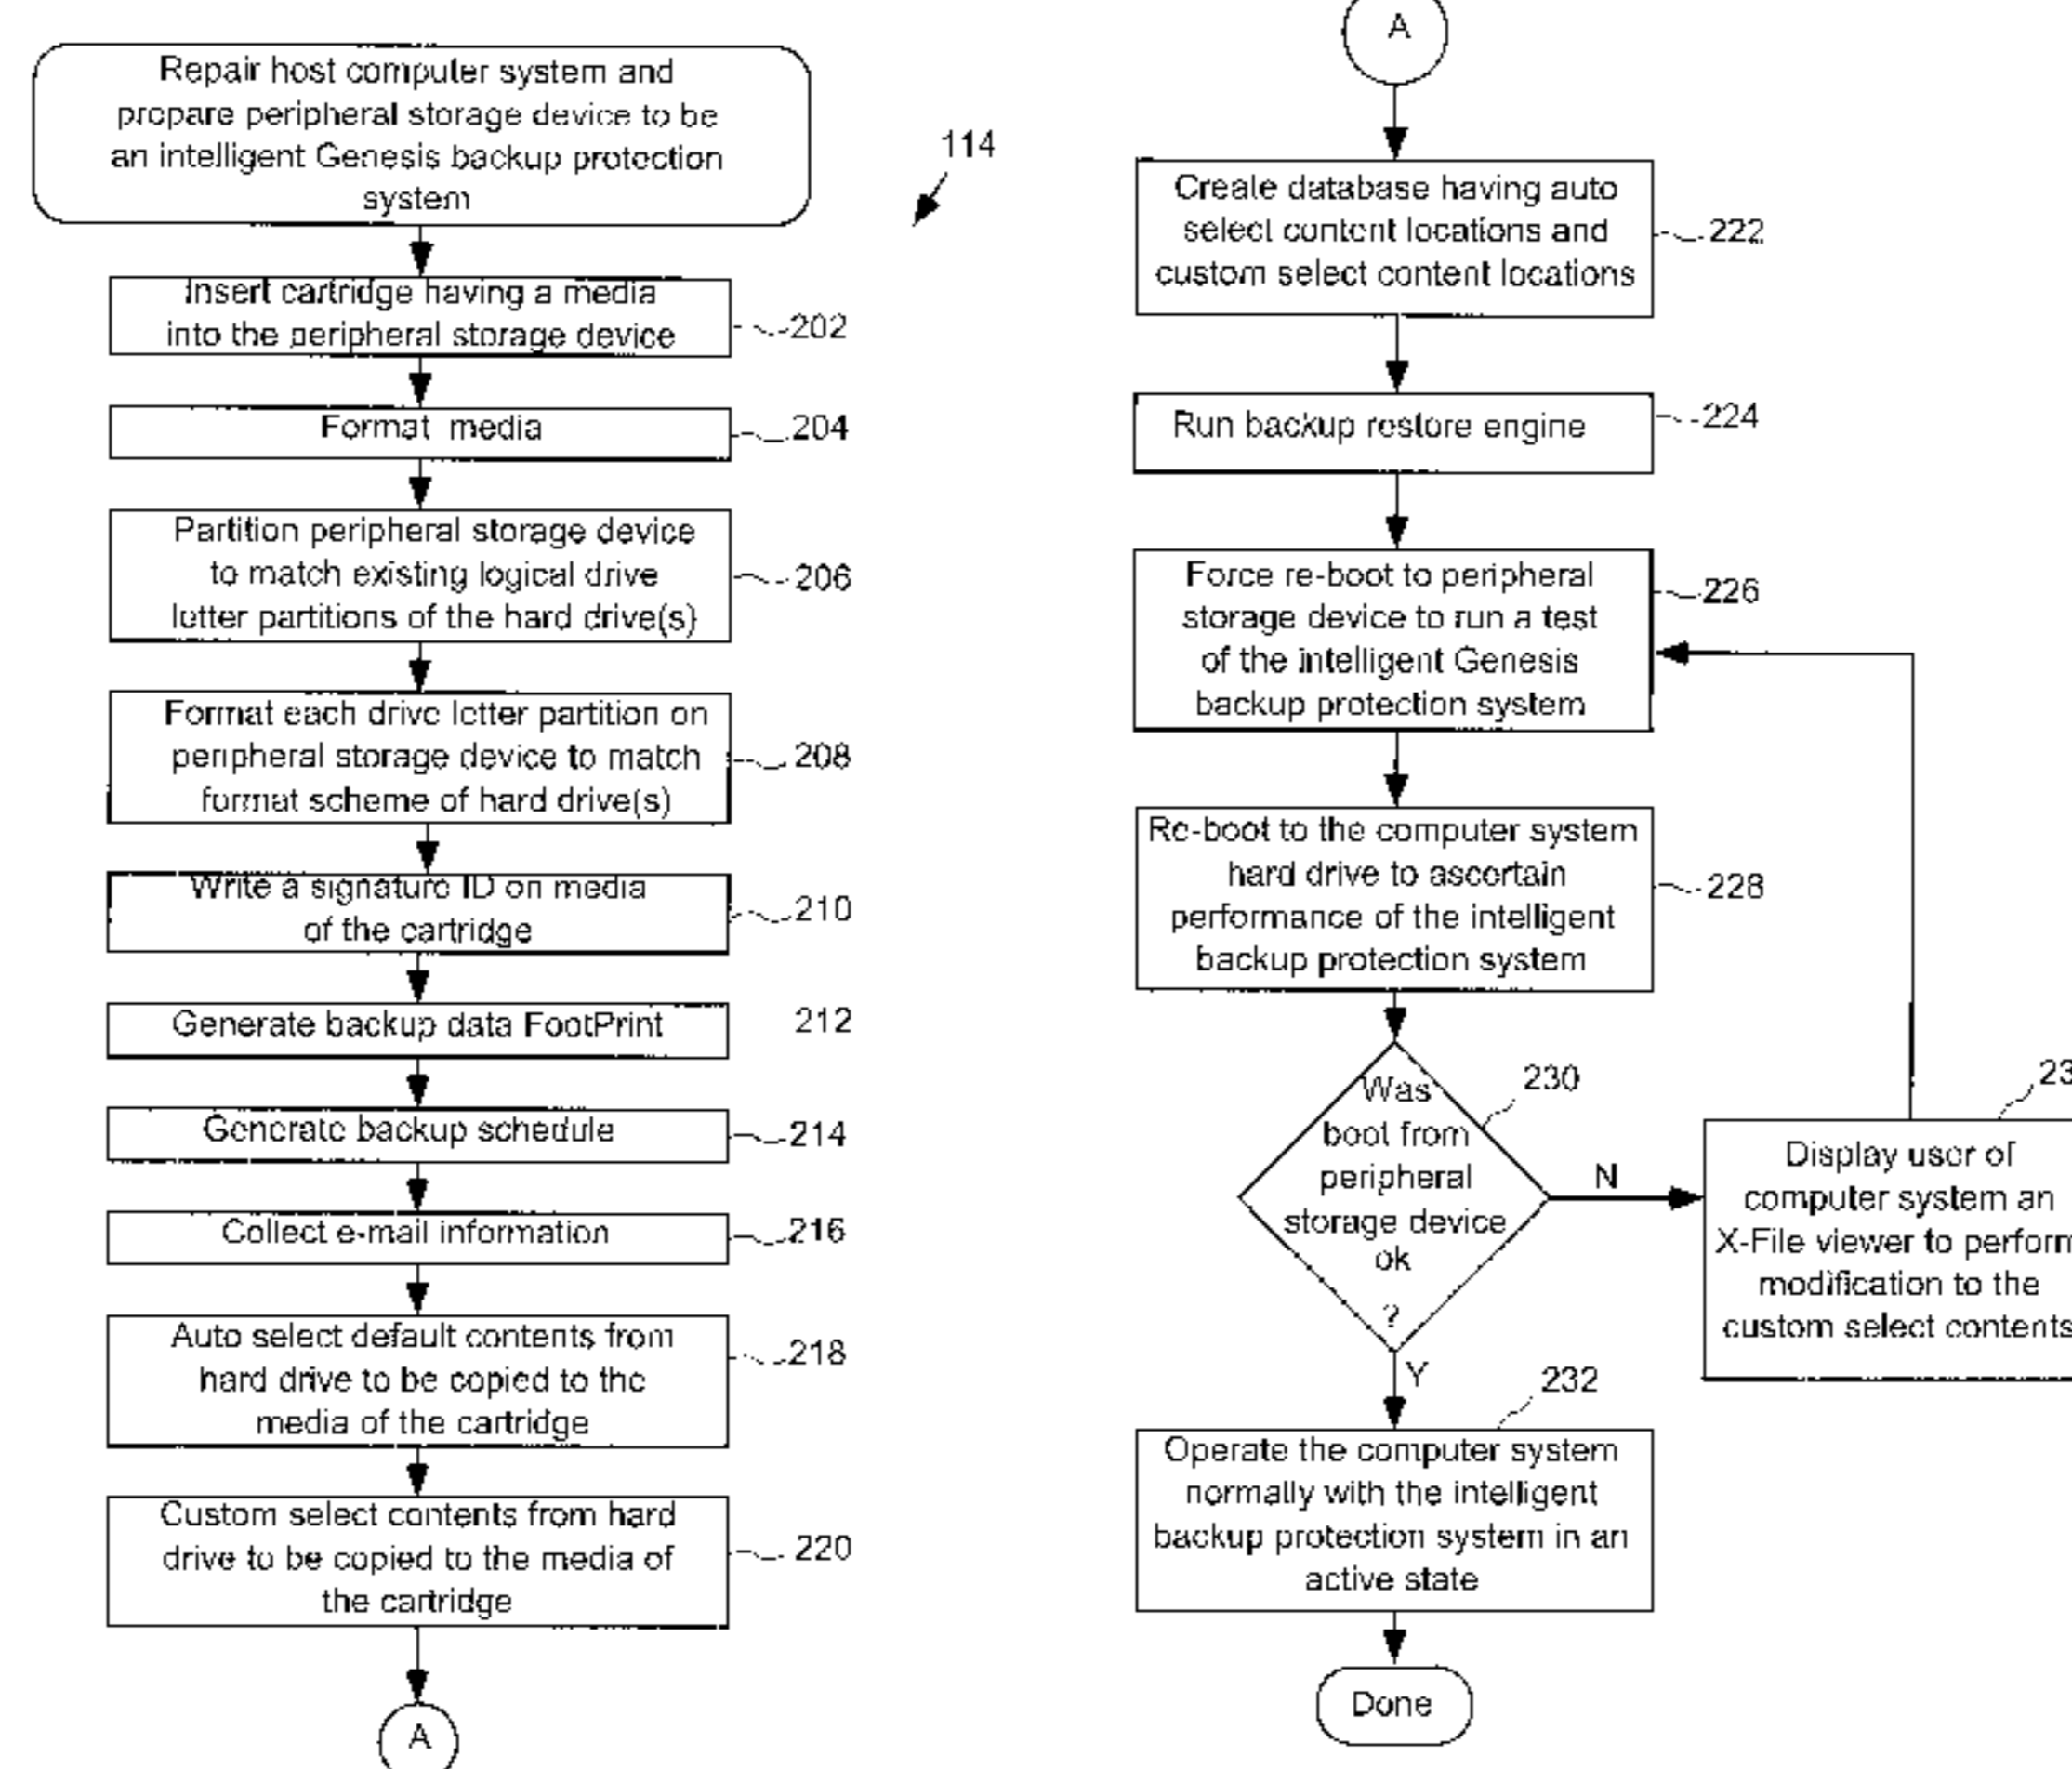 Repair host computer system and
propare peripheral storage device to be
an intelligent Genesis backup protection
system
114
Insert cartridge having a media
into the peripheral storage device
202
Format media
204
Partition peripheral storage device
to match existing logical drive
letter partitions of the hard drive(s)
206
Format each drive letter partition on
peripheral storage device to match
format scheme of hard drive(s)
208
Write a signature ID on media
of the cartridge
210
Generate backup data FootPrint
212
Generate backup schedule
214
Collect e-mail information
216
Auto select default contents from
hard drive to be copied to the
media of the cartridge
218
Custom select contents from hard
drive to be copied to the media of
the cartridge
220
A
A
Create database having auto
select content locations and
custom select content locations
222
Run backup restore engine
224
Force re-boot to peripheral
storage device to run a test
of the intelligent Genesis
backup protection system
226
Re-boot to the computer system
hard drive to ascertain
performance of the intelligent
backup protection system
228
Was
boot from
peripheral
storage device
ok
?
230
N
Display user of
computer system an
X-File viewer to perform
modification to the
custom select contents
Y
232
Operate the computer system
normally with the intelligent
backup protection system in an
active state
Done